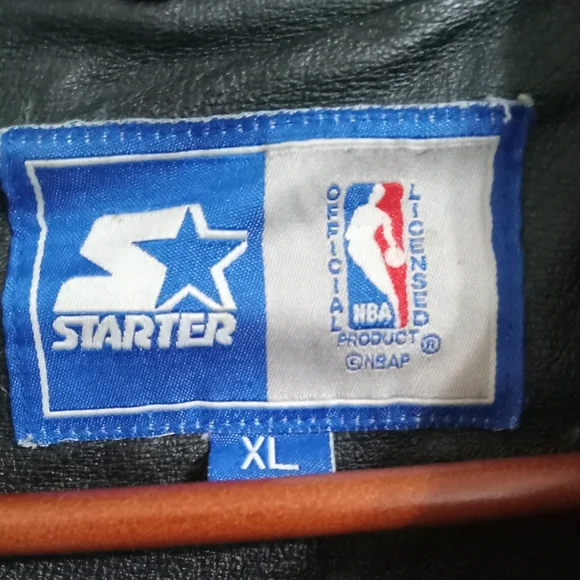 STARTER
OFFICIAL
LICENSED
NBA
PRODUCT ®
©NBAP
XL